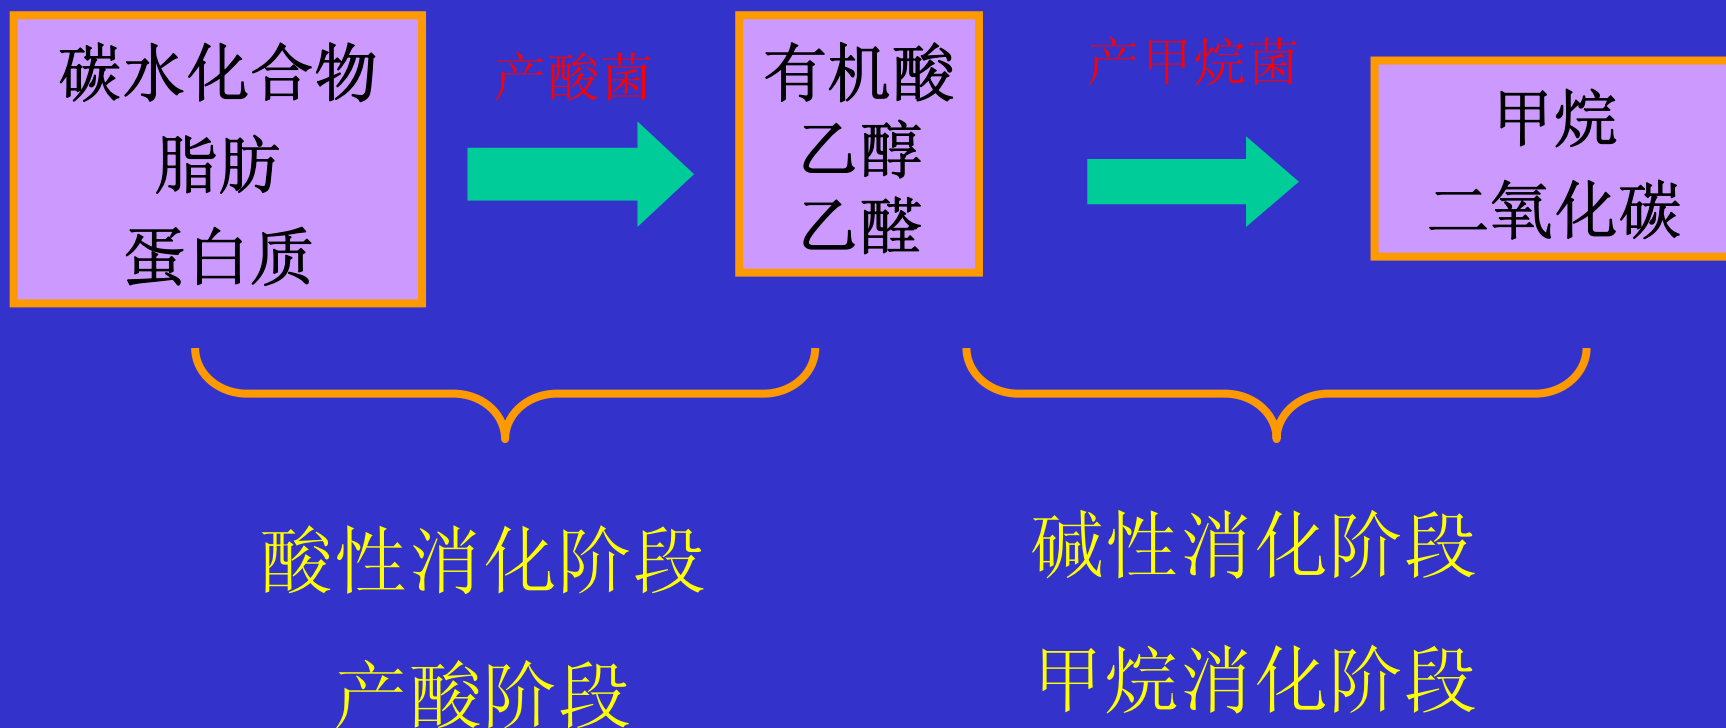 碳水化合物
脂肪
蛋白质
产酸菌
有机酸
乙醇
乙醛
产甲烷菌
甲烷
二氧化碳
酸性消化阶段
产酸阶段
碱性消化阶段
甲烷消化阶段